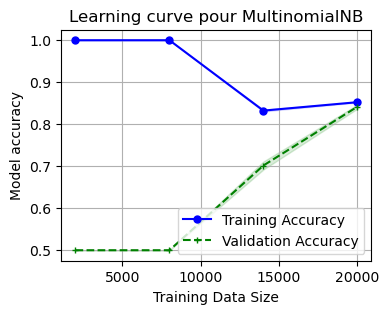 Learning curve pour MultinomialNB
1.0
0.9
0.8
0.7
0.6
0.5
Model accuracy
Training Accuracy
Validation Accuracy
5000 10000 15000 20000
Training Data Size